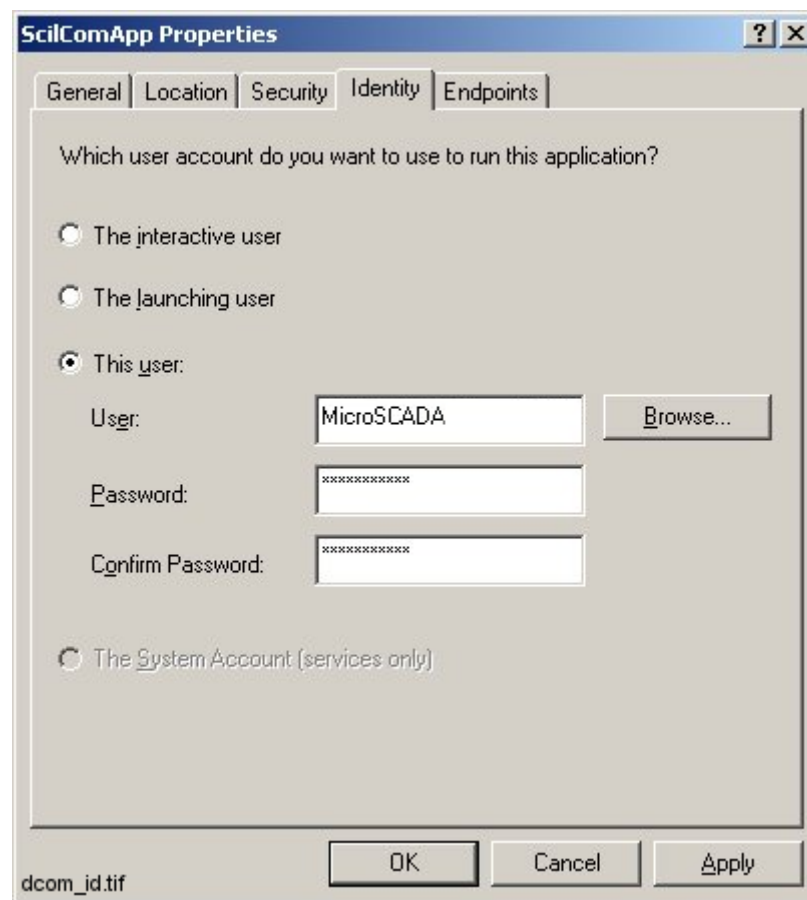 ScilComApp Properties
General Location Security Identity Endpoints
Which user account do you want to use to run this application?
The interactive user
The launching user
This user:
User: MicroSCADA Browse...
Password: xxxxxxxxxxx
Confirm Password: xxxxxxxxxxx
The System Account (services only)
OK Cancel Apply
dcom_id.tif